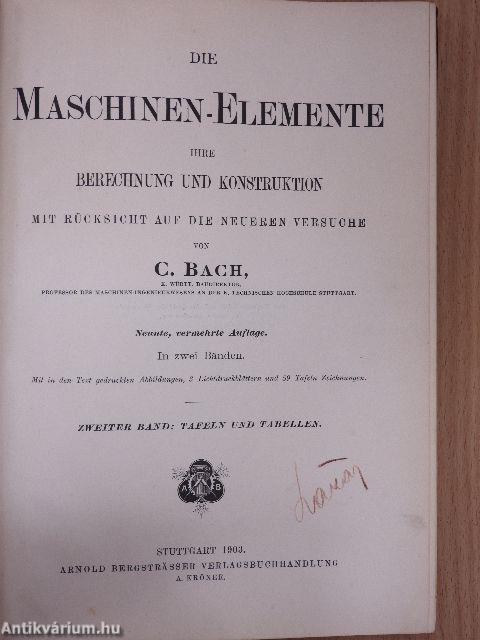 DIE
MASCHINEN-ELEMENTE
IHRE
BERECHNUNG UND KONSTRUKTION
MIT RÜCKSICHT AUF DIE NEUEREN VERSUCHE
VON
C. BACH,
K. WÜRTT. BAUDIREKTOR,
PROFESSOR DES MASCHINEN-INGENIEURWESENS AN DER K. TECHNISCHEN HOCHSCHULE STUTTGART.
Neunte, vermehrte Auflage.
In zwei Bänden.
Mit in den Text gedruckten Abbildungen, 3 Lichtdruckblättern und 59 Tafeln Zeichnungen.
ZWEITER BAND: TAFELN UND TABELLEN.
A B
STUTTGART 1903.
ARNOLD BERGSTRÄSSER VERLAGSBUCHHANDLUNG
A. KRÖNER.
Antikvárium.hu